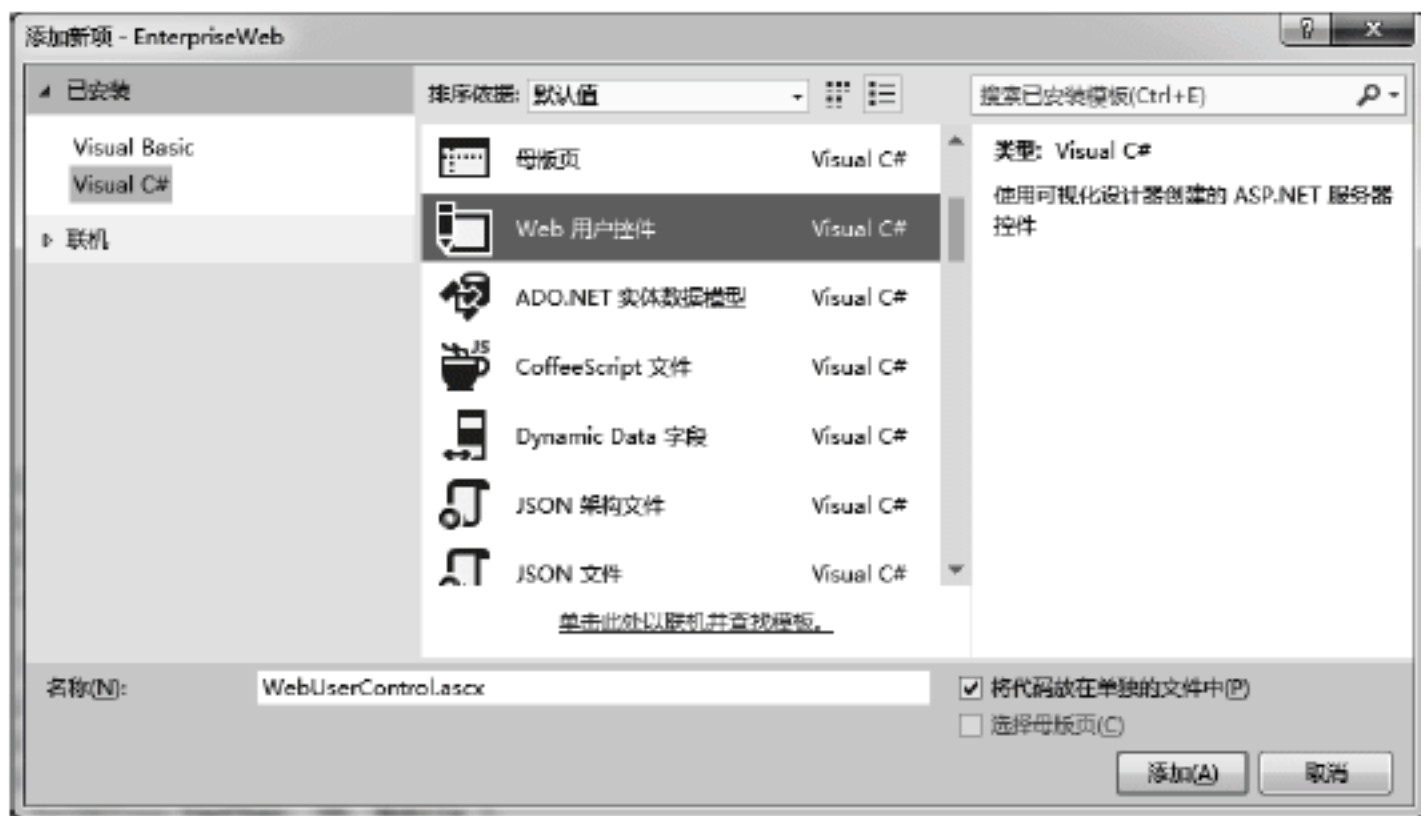 添加新项 - EnterpriseWeb
已安装
排序依据: 默认值
搜索已安装模板(Ctrl+E)
Visual Basic
Visual C#
联机
母版页 Visual C#
Web 用户控件 Visual C#
ADO.NET 实体数据模型 Visual C#
CoffeeScript 文件 Visual C#
JS
Dynamic Data 字段 Visual C#
JSON 架构文件 Visual C#
JSON 文件 Visual C#
单击此处以联机并查找模板。
类型: Visual C#
使用可视化设计器创建的 ASP.NET 服务器
控件
名称(N): WebUserControl.ascx
将代码放在单独的文件中(P)
选择母版页(C)
添加(A) 取消